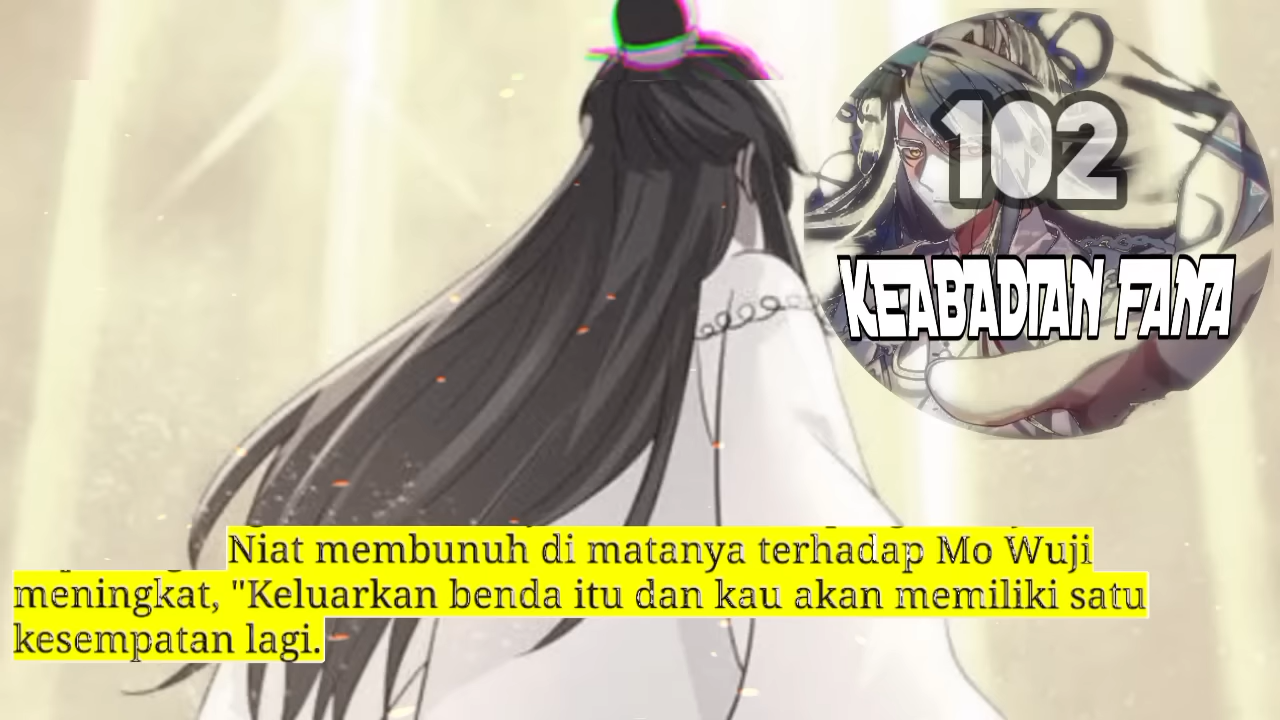 102
KEABADIAN FANA
Niat membunuh di matanya terhadap Mo Wuji
meningkat, "Keluarkan benda itu dan kau akan memiliki satu
kesempatan lagi.